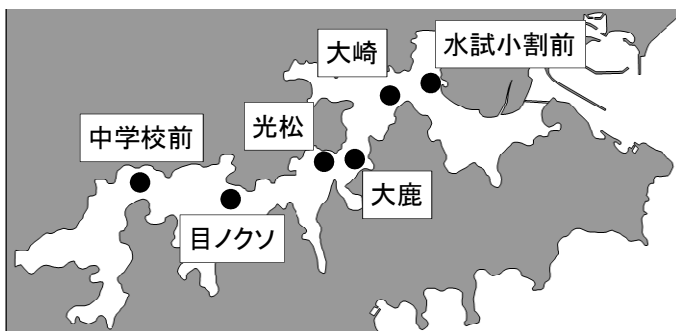 水試小割前
大崎
光松
中学校前
大鹿
目ノクソ